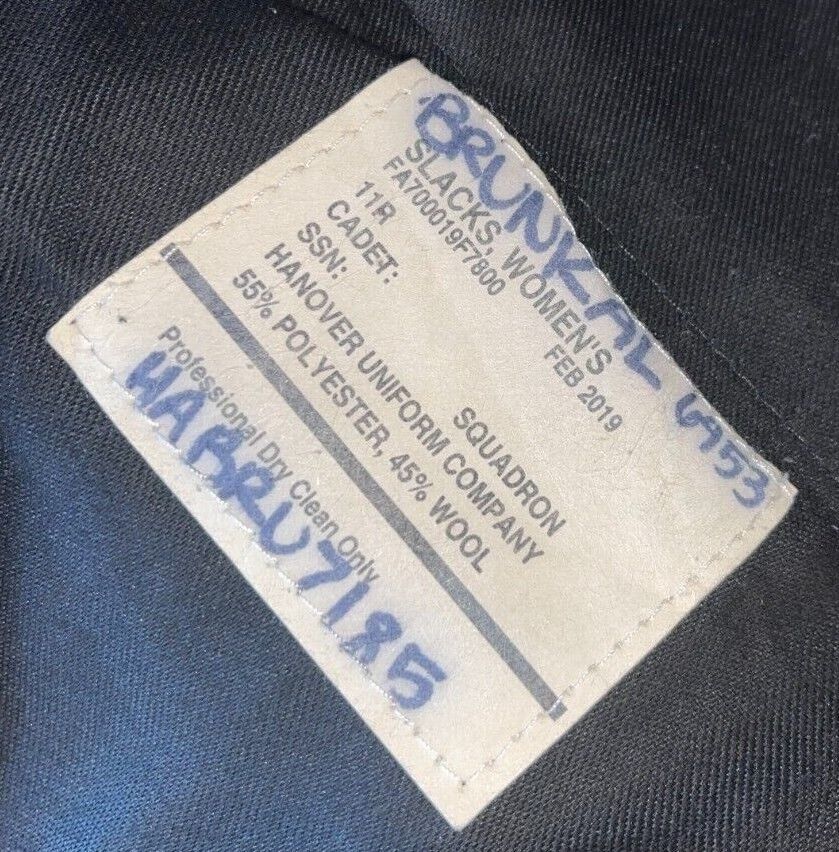 BRUNKAL 6953
SLACKS, WOMEN'S
FA700019F7800 FEB 2019
11R
CADET: SQUADRON
SSN:
HANOVER UNIFORM COMPANY
55% POLYESTER, 45% WOOL
Professional Dry Clean Only
HABRU7185